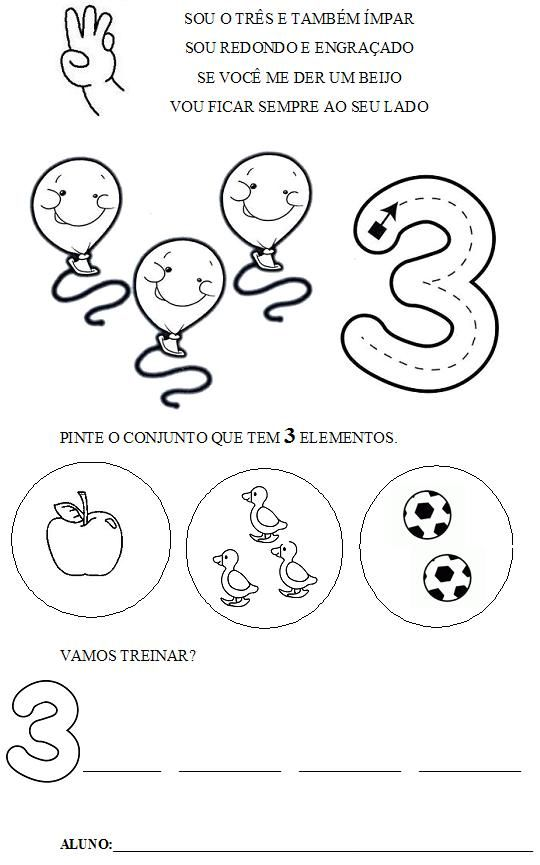 SOU O TRÊS E TAMBÉM ÍMPAR
SOU REDONDO E ENGRAÇADO
SE VOCÊ ME DER UM BEIJO
VOU FICAR SEMPRE AO SEU LADO
3
PINTE O CONJUNTO QUE TEM 3 ELEMENTOS.
VAMOS TREINAR?
3
ALUNO: